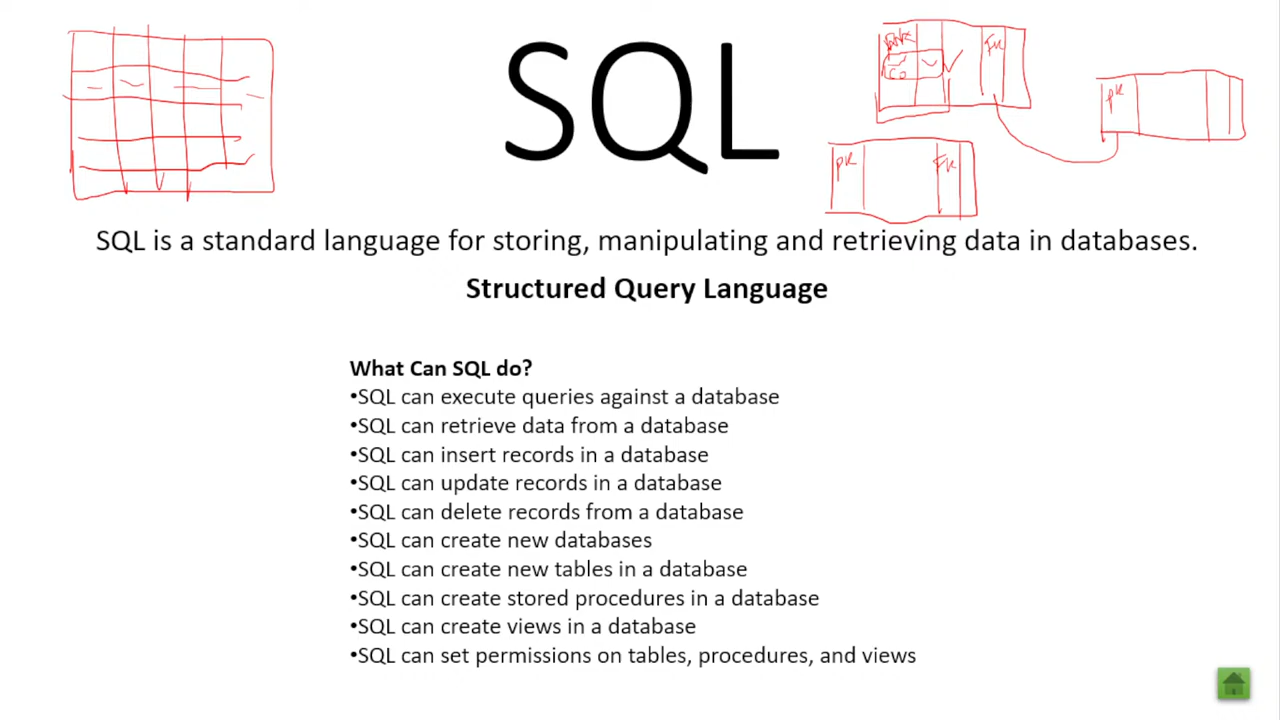 SQL
FK
PK
PK
FK
SQL is a standard language for storing, manipulating and retrieving data in databases.
Structured Query Language
What Can SQL do?
•SQL can execute queries against a database
•SQL can retrieve data from a database
•SQL can insert records in a database
•SQL can update records in a database
•SQL can delete records from a database
•SQL can create new databases
•SQL can create new tables in a database
•SQL can create stored procedures in a database
•SQL can create views in a database
•SQL can set permissions on tables, procedures, and views